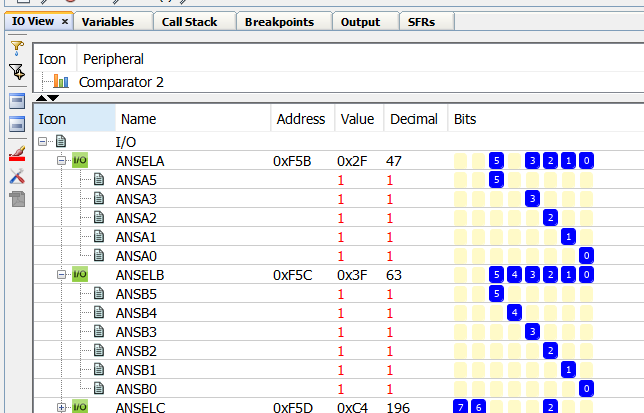 IO View × Variables Call Stack Breakpoints Output SFRs
Icon Peripheral
Comparator 2
Icon Name Address Value Decimal Bits
I/O
I/O ANSELA 0xF5B 0x2F 47 5 3 2 1 0
ANSA5 1 1 5
ANSA3 1 1 3
ANSA2 1 1 2
ANSA1 1 1 1
ANSA0 1 1 0
I/O ANSELB 0xF5C 0x3F 63 5 4 3 2 1 0
ANSB5 1 1 5
ANSB4 1 1 4
ANSB3 1 1 3
ANSB2 1 1 2
ANSB1 1 1 1
ANSB0 1 1 0
I/O ANSELC 0xF5D 0xC4 196 7 6 2